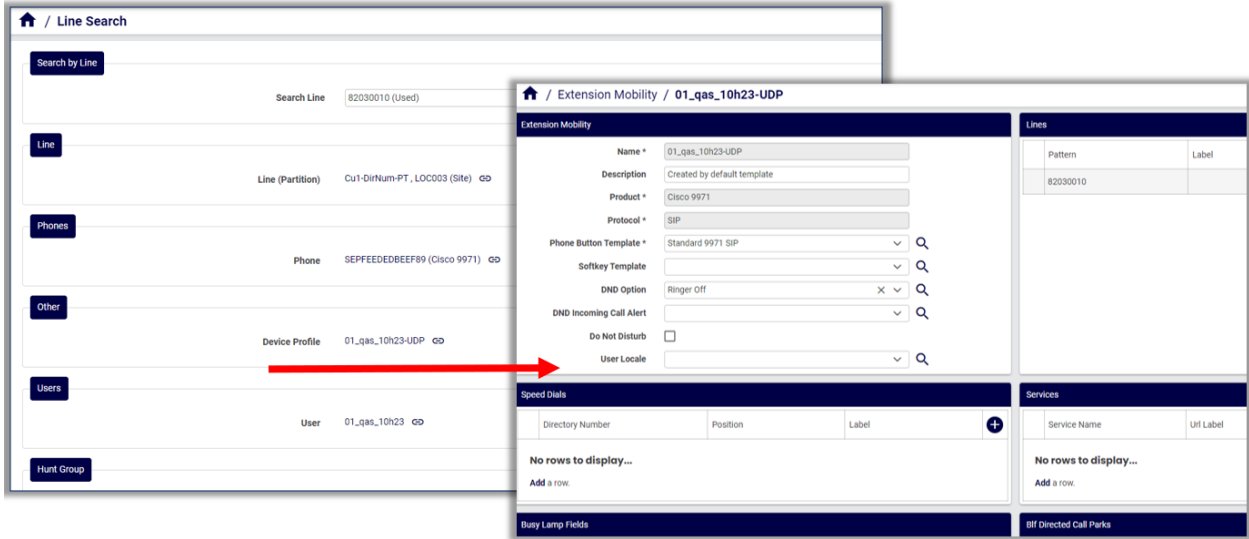 / Line Search
Search by Line
Search Line 82030010 (Used)
Line
Line (Partition) Cu1-DirNum-PT , LOC003 (Site)
Phones
Phone SEPFEEDEDBEEF89 (Cisco 9971)
Other
Device Profile 01_qas_10h23-UDP
Users
User 01_qas_10h23
Hunt Group
/ Extension Mobility / 01_qas_10h23-UDP
Extension Mobility
Name * 01_qas_10h23-UDP
Description Created by default template
Product * Cisco 9971
Protocol * SIP
Phone Button Template * Standard 9971 SIP
Softkey Template
DND Option Ringer Off
DND Incoming Call Alert
Do Not Disturb
User Locale
Lines
Pattern Label
82030010
Speed Dials
Directory Number Position Label
No rows to display...
Add a row.
Services
Service Name Url Label
No rows to display...
Add a row.
Busy Lamp Fields
Blf Directed Call Parks